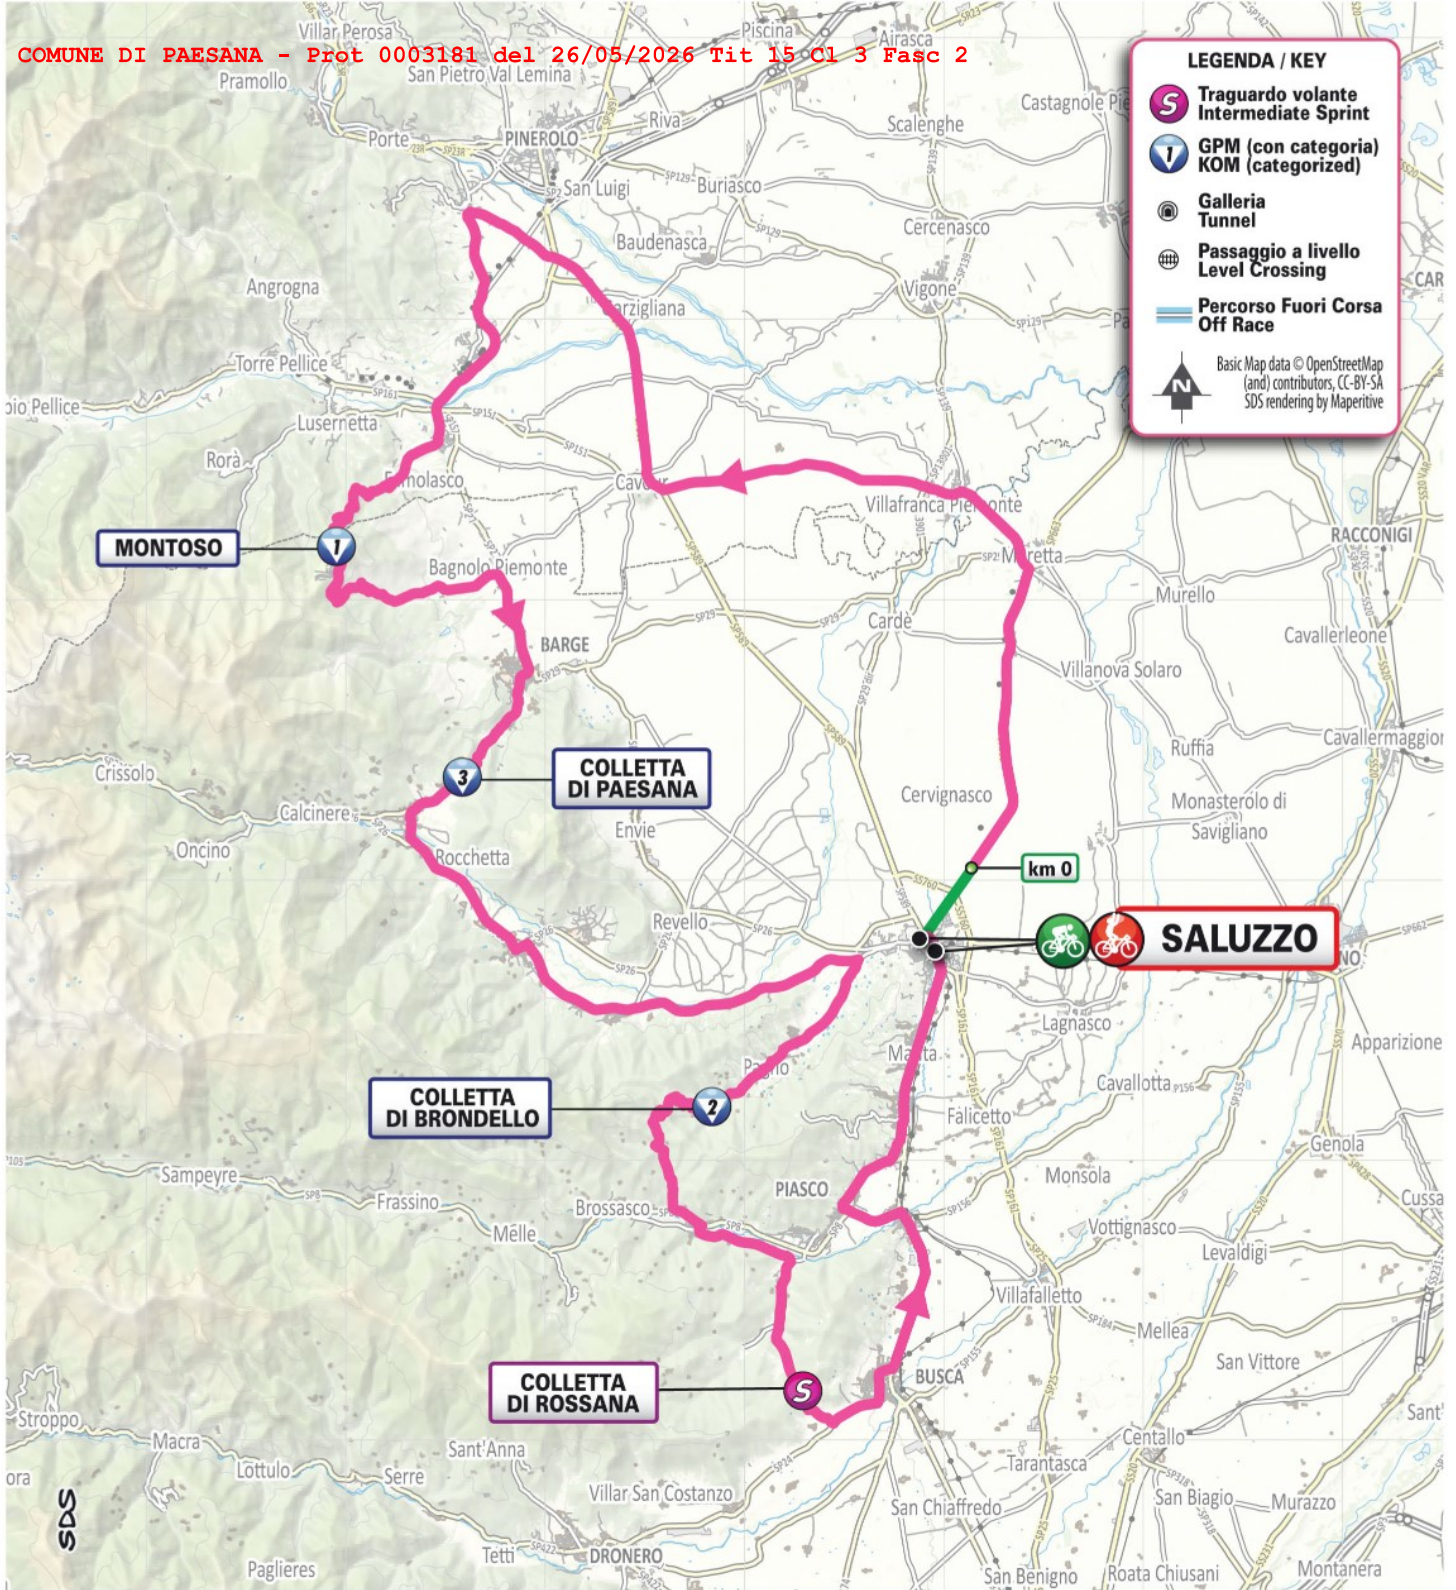 COMUNE DI PAESANA - Prot 0003181 del 26/05/2026 Tit 15 Cl 3 Fasc 2
LEGENDA / KEY
S
Traguardo volante
Intermediate Sprint
1
GPM (con categoria)
KOM (categorized)
Galleria
Tunnel
Passaggio a livello
Level Crossing
Percorso Fuori Corsa
Off Race
N
Basic Map data © OpenStreetMap
(and) contributors, CC-BY-SA
SDS rendering by Maperitive
Villar Perosa
Piscina
Airasca
Pramollo
San Pietro Val Lemina
Castagnole
Porte
PINEROLO
Riva
Scalenghe
San Luigi
Buriasco
Baudenasca
Cercenasco
Angrogna
Vigone
Torre Pellice
Lusernetta
Rorà
Villafranca
MONTOSO
1
Bagnolo Piemonte
RACCONIGI
Murello
Cardè
BARGE
Cavallerleone
Villanova Solaro
Crissolo
3
COLLETTA
DI PAESANA
Ruffia
Calcinere
Cervignasco
Monasterolo di
Savigliano
Oncino
Rocchetta
Envie
km 0
Revello
SALUZZO
Lagnasco
Apparizione
COLLETTA
DI BRONDELLO
2
Cavallotta
Falicetto
Genola
Sampeyre
Frassino
PIASCO
Monsola
Brossasco
Melle
Vottignasco
Levaldigi
Villafalletto
Mellea
San Vittore
COLLETTA
DI ROSSANA
S
BUSCA
Stroppo
Macra
Sant'Anna
Centallo
Lottulo
Serre
Tarantasca
Villar San Costanzo
San Chiaffredo
San Biagio
Murazzo
SDS
Tetti
DRONERO
Paglieres
San Benigno
Roata Chiusani
Montanera